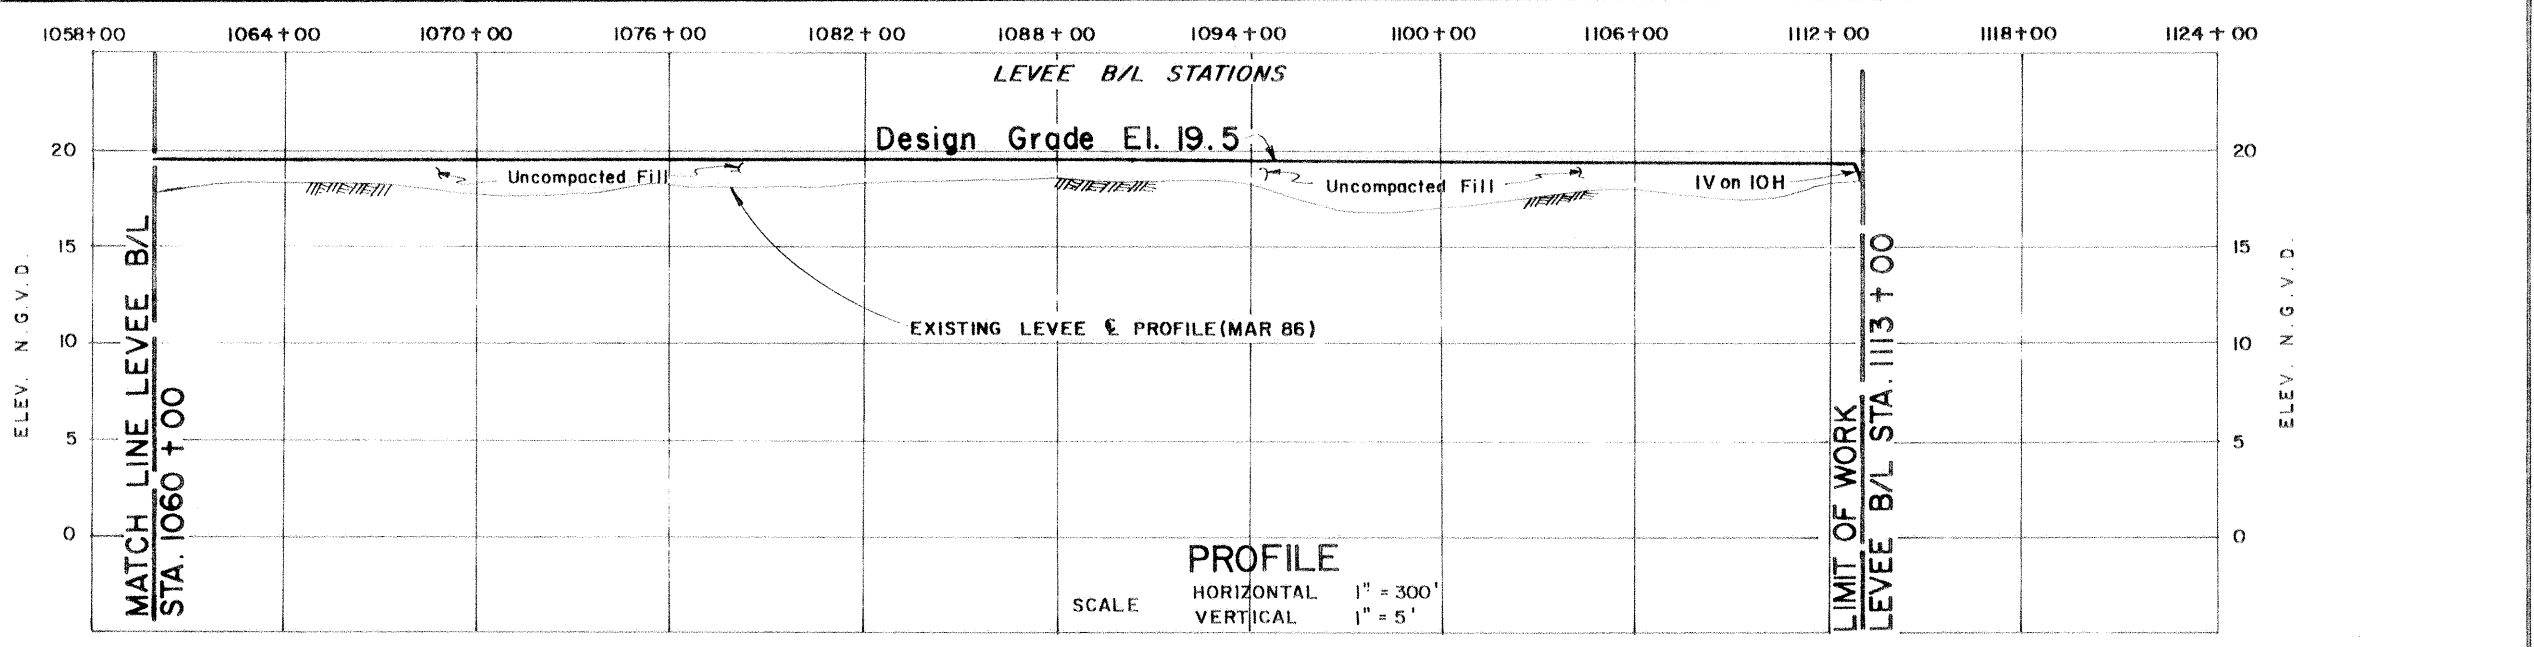 1058+00 1064+00 1070+00 1076+00 1082+00 1088+00 1094+00 1100+00 1106+00 1112+00 1118+00 1124+00
LEVEE B/L STATIONS
Design Grade El. 19.5
20 20
Uncompacted Fill
Uncompacted Fill
1V on 10H
15 15
EXISTING LEVEE ℄ PROFILE (MAR 86)
10 10
5 5
0 0
ELEV. N.G.V.D.
MATCH LINE LEVEE B/L
STA. 1060+00
LIMIT OF WORK
LEVEE B/L STA. 1113+00
ELEV. N.G.V.D.
PROFILE
SCALE
HORIZONTAL 1" = 300'
VERTICAL 1" = 5'